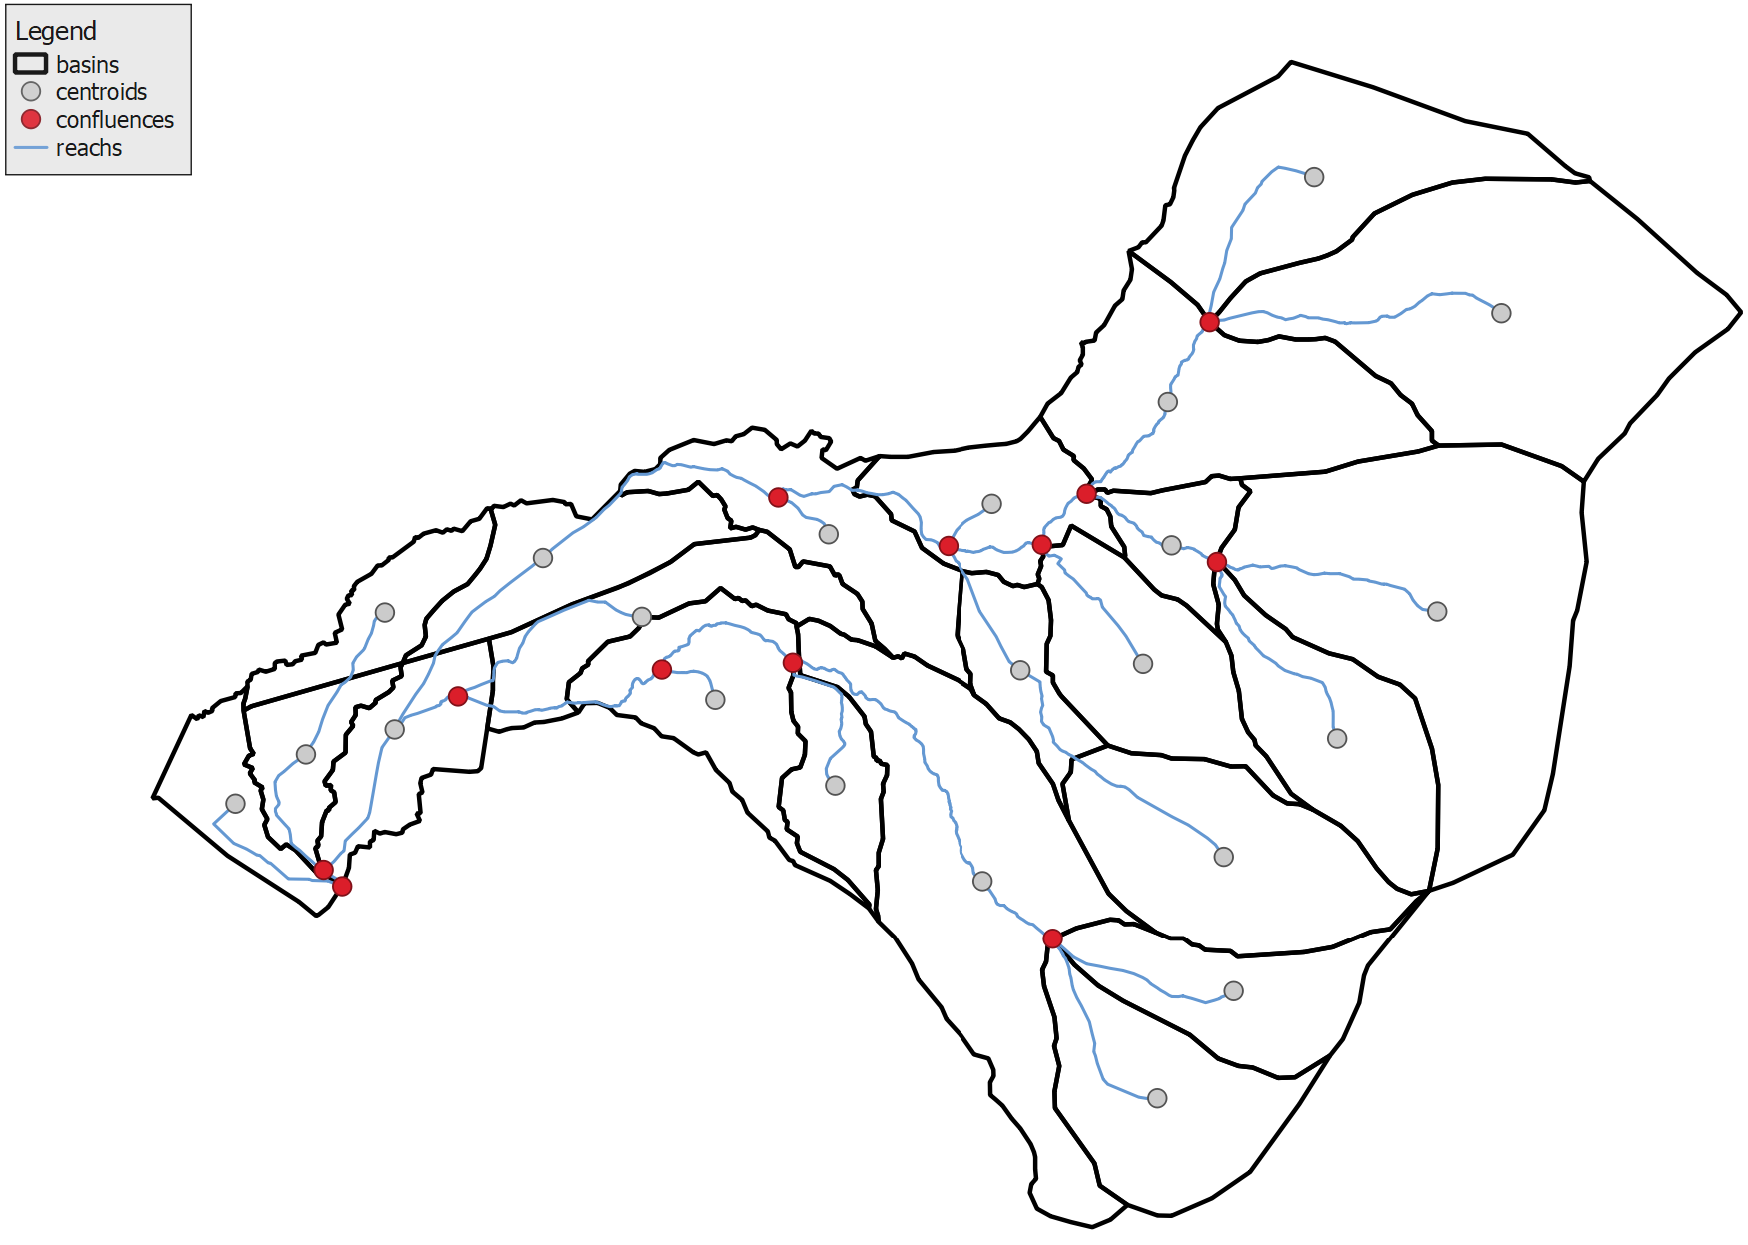 Legend
basins
centroids
confluences
reachs